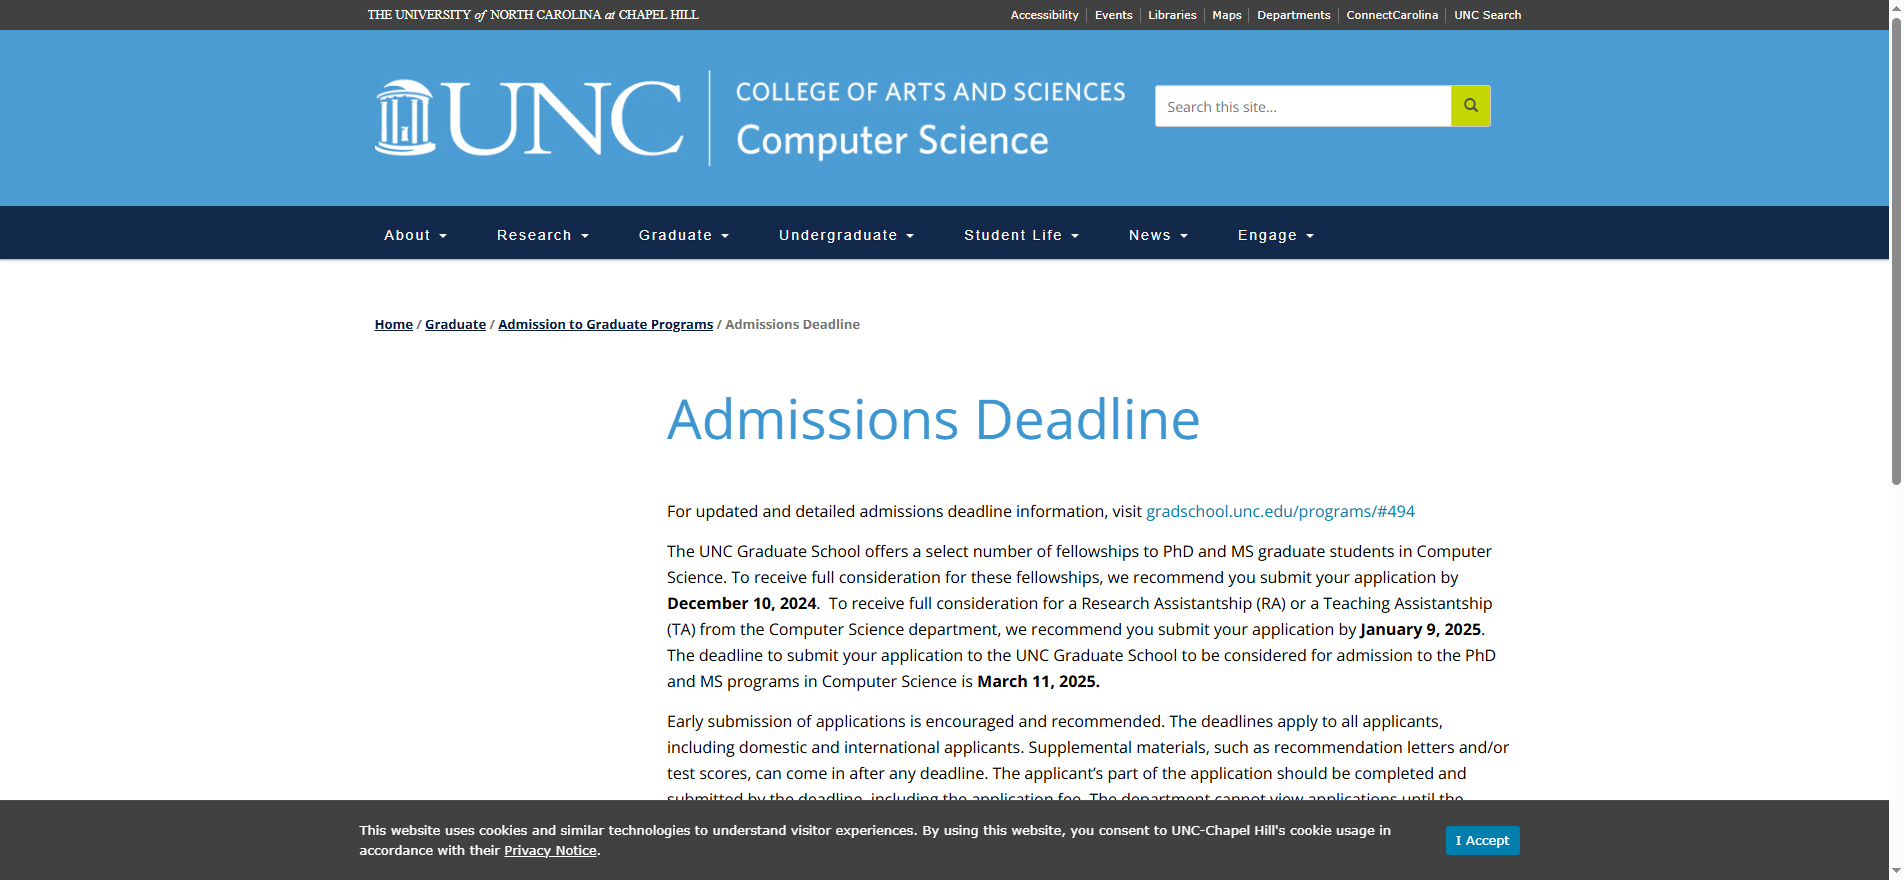 THE UNIVERSITY of NORTH CAROLINA at CHAPEL HILL
Accessibility Events Libraries Maps Departments ConnectCarolina UNC Search
UNC
COLLEGE OF ARTS AND SCIENCES
Computer Science
Search this site...
About Research Graduate Undergraduate Student Life News Engage
Home / Graduate / Admission to Graduate Programs / Admissions Deadline
Admissions Deadline
For updated and detailed admissions deadline information, visit gradschool.unc.edu/programs/#494
The UNC Graduate School offers a select number of fellowships to PhD and MS graduate students in Computer
Science. To receive full consideration for these fellowships, we recommend you submit your application by
December 10, 2024.  To receive full consideration for a Research Assistantship (RA) or a Teaching Assistantship
(TA) from the Computer Science department, we recommend you submit your application by January 9, 2025.
The deadline to submit your application to the UNC Graduate School to be considered for admission to the PhD
and MS programs in Computer Science is March 11, 2025.
Early submission of applications is encouraged and recommended. The deadlines apply to all applicants,
including domestic and international applicants. Supplemental materials, such as recommendation letters and/or
test scores, can come in after any deadline. The applicant’s part of the application should be completed and
submitted by the deadline, including the application fee. The department cannot view applications until the
This website uses cookies and similar technologies to understand visitor experiences. By using this website, you consent to UNC-Chapel Hill's cookie usage in
accordance with their Privacy Notice.
I Accept